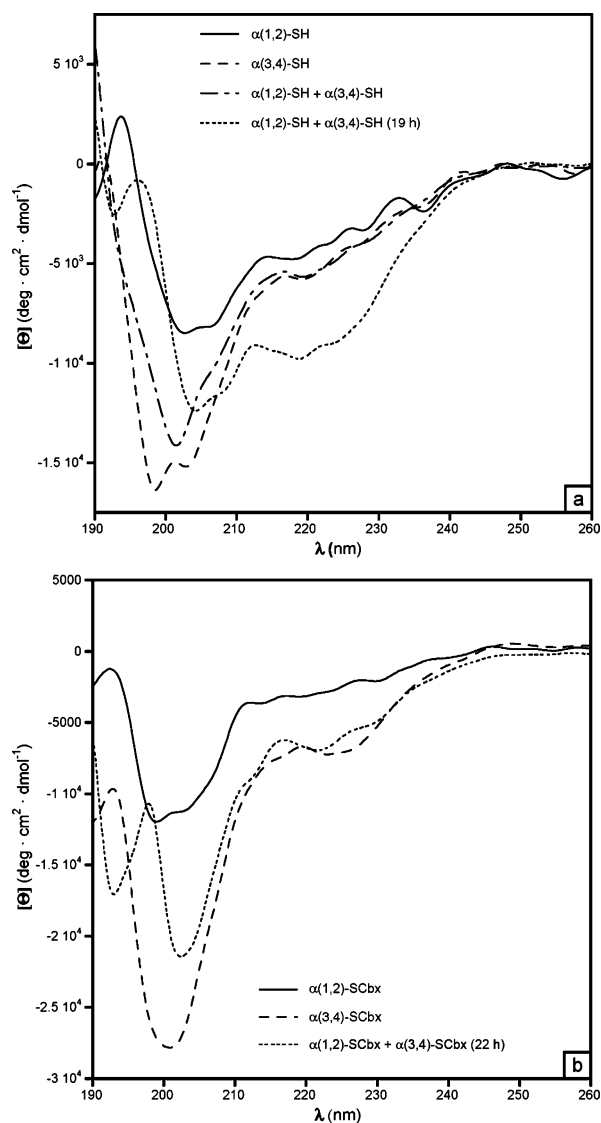 α(1,2)-SH
α(3,4)-SH
α(1,2)-SH + α(3,4)-SH
α(1,2)-SH + α(3,4)-SH (19 h)
5 10³
0
-5 10³
-1 10⁴
-1.5 10⁴
[Θ] (deg · cm² · dmol⁻¹)
190 200 210 220 230 240 250 260
λ (nm)
a
5000
0
-5000
-1 10⁴
-1.5 10⁴
-2 10⁴
-2.5 10⁴
-3 10⁴
[Θ] (deg · cm² · dmol⁻¹)
α(1,2)-SCbx
α(3,4)-SCbx
α(1,2)-SCbx + α(3,4)-SCbx (22 h)
b
190 200 210 220 230 240 250 260
λ (nm)